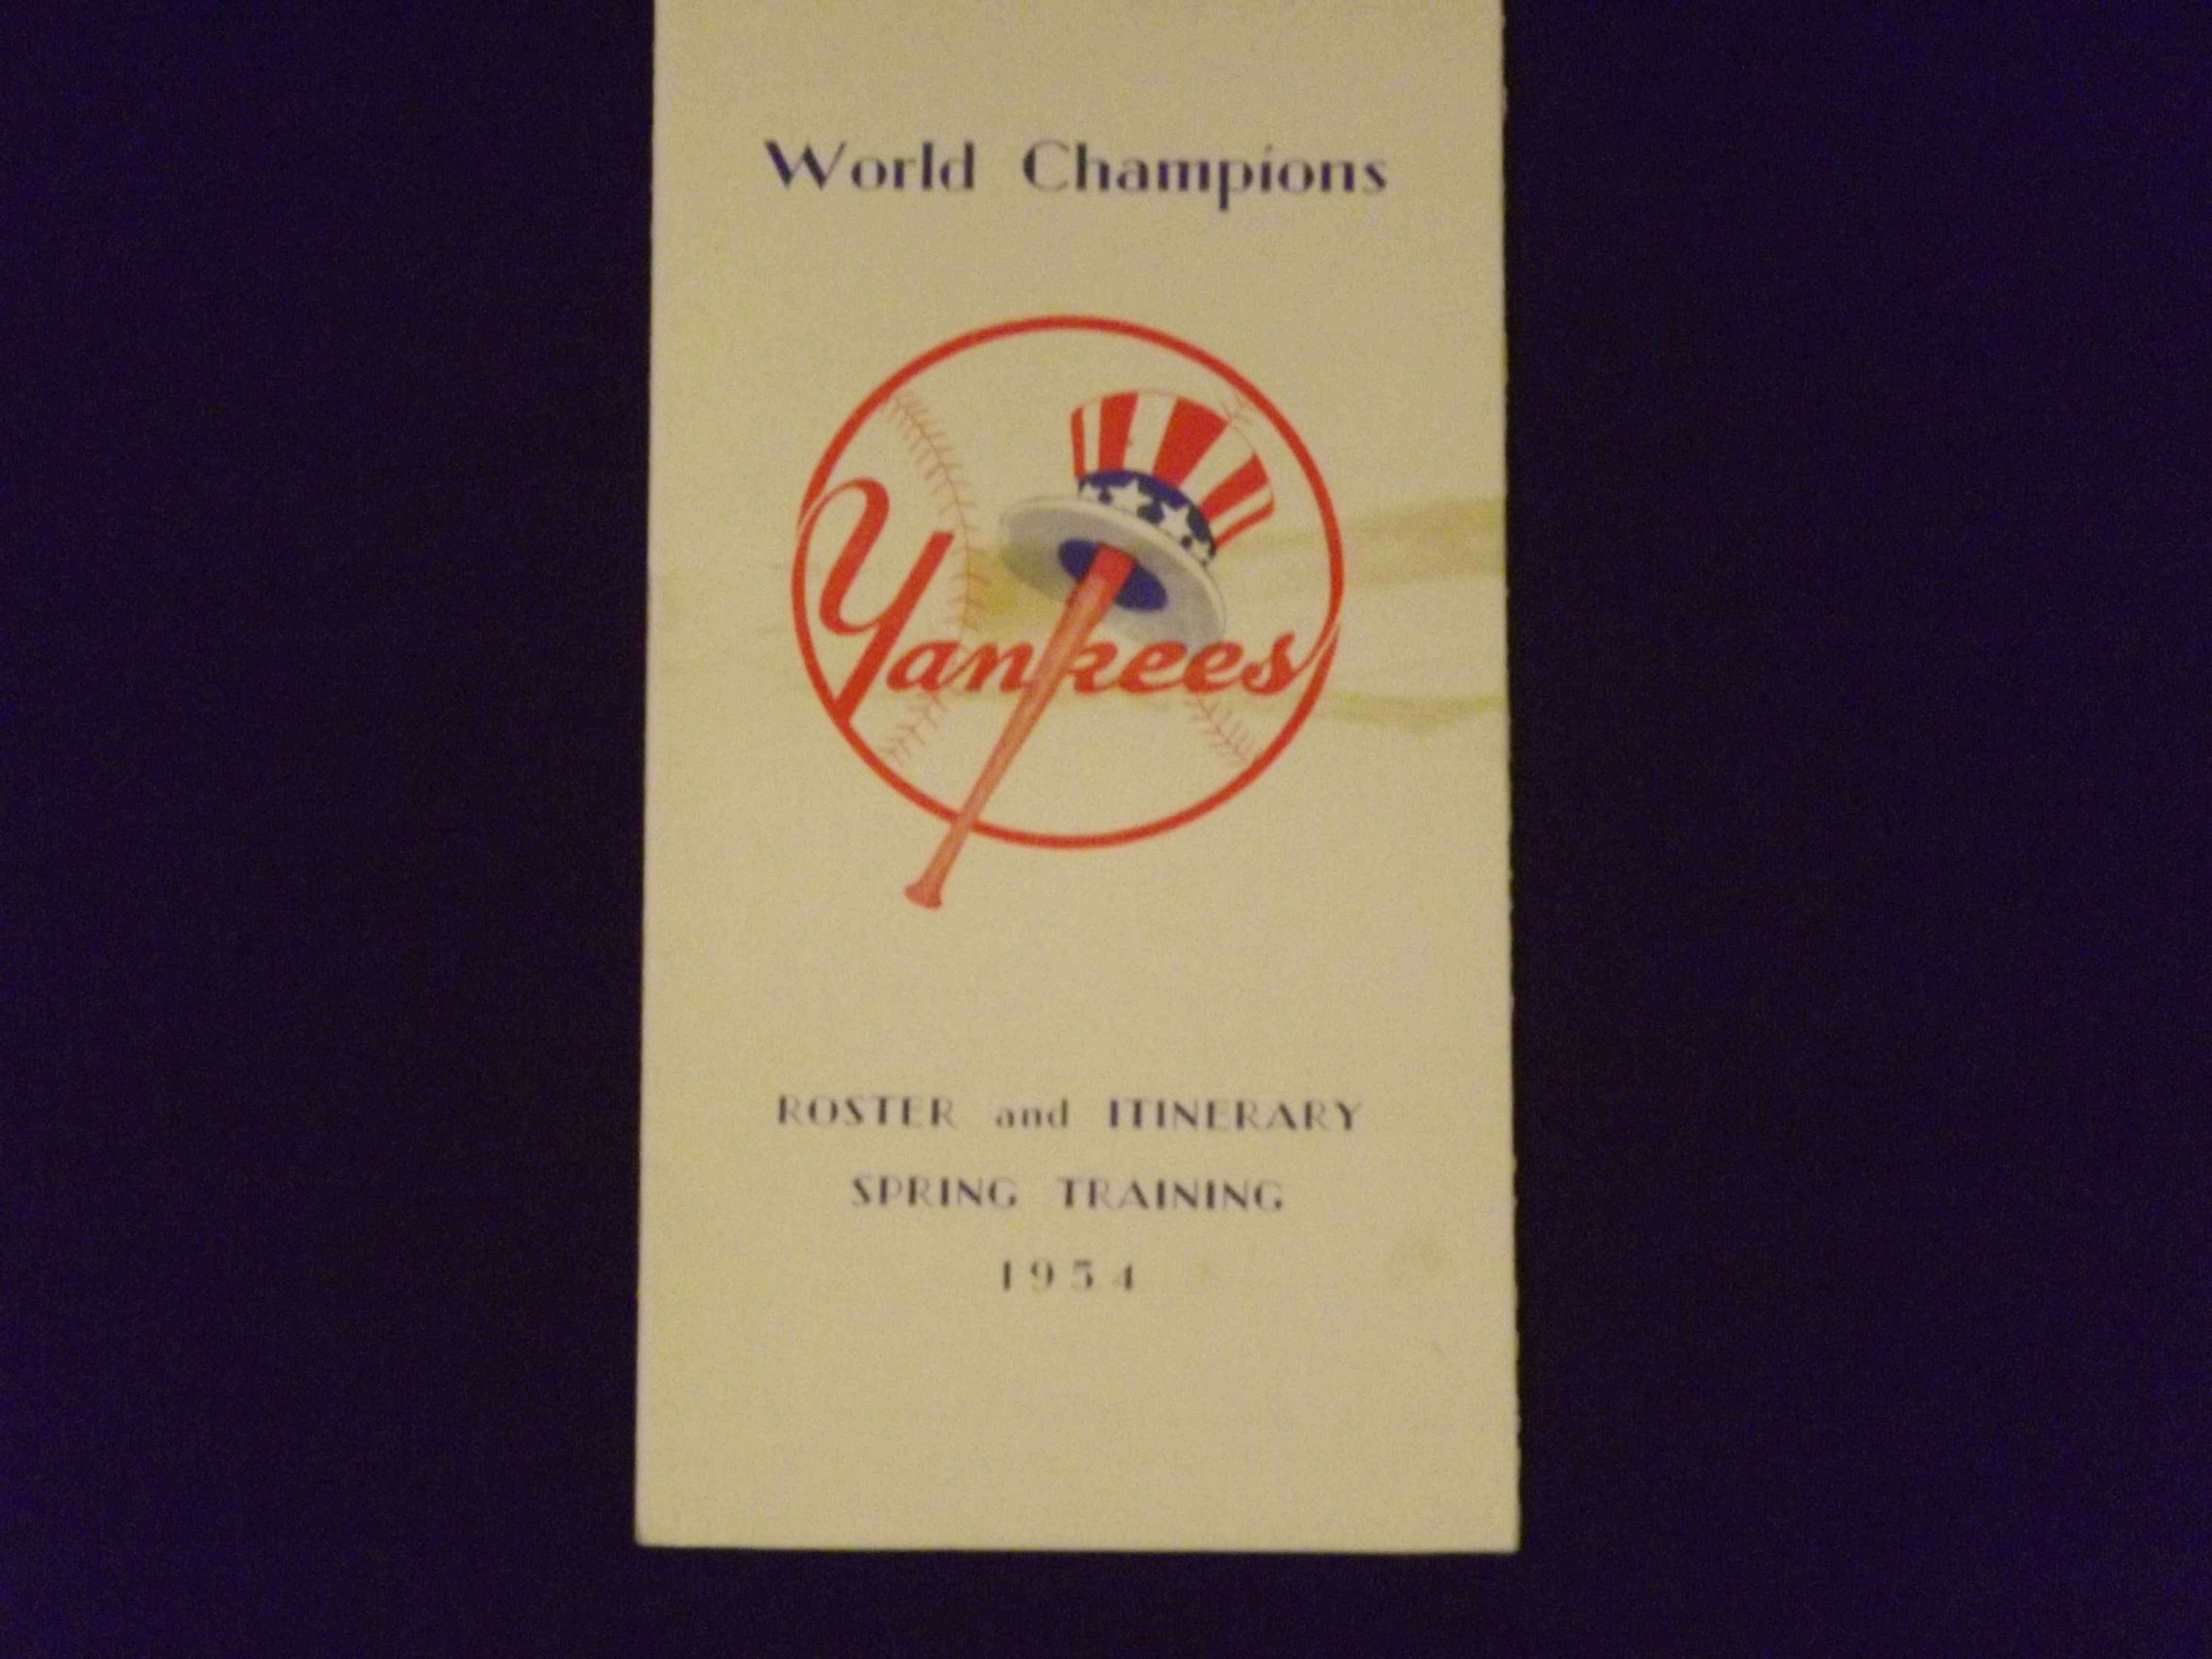 World Champions
Yankees
ROSTER and ITINERARY
SPRING TRAINING
1954